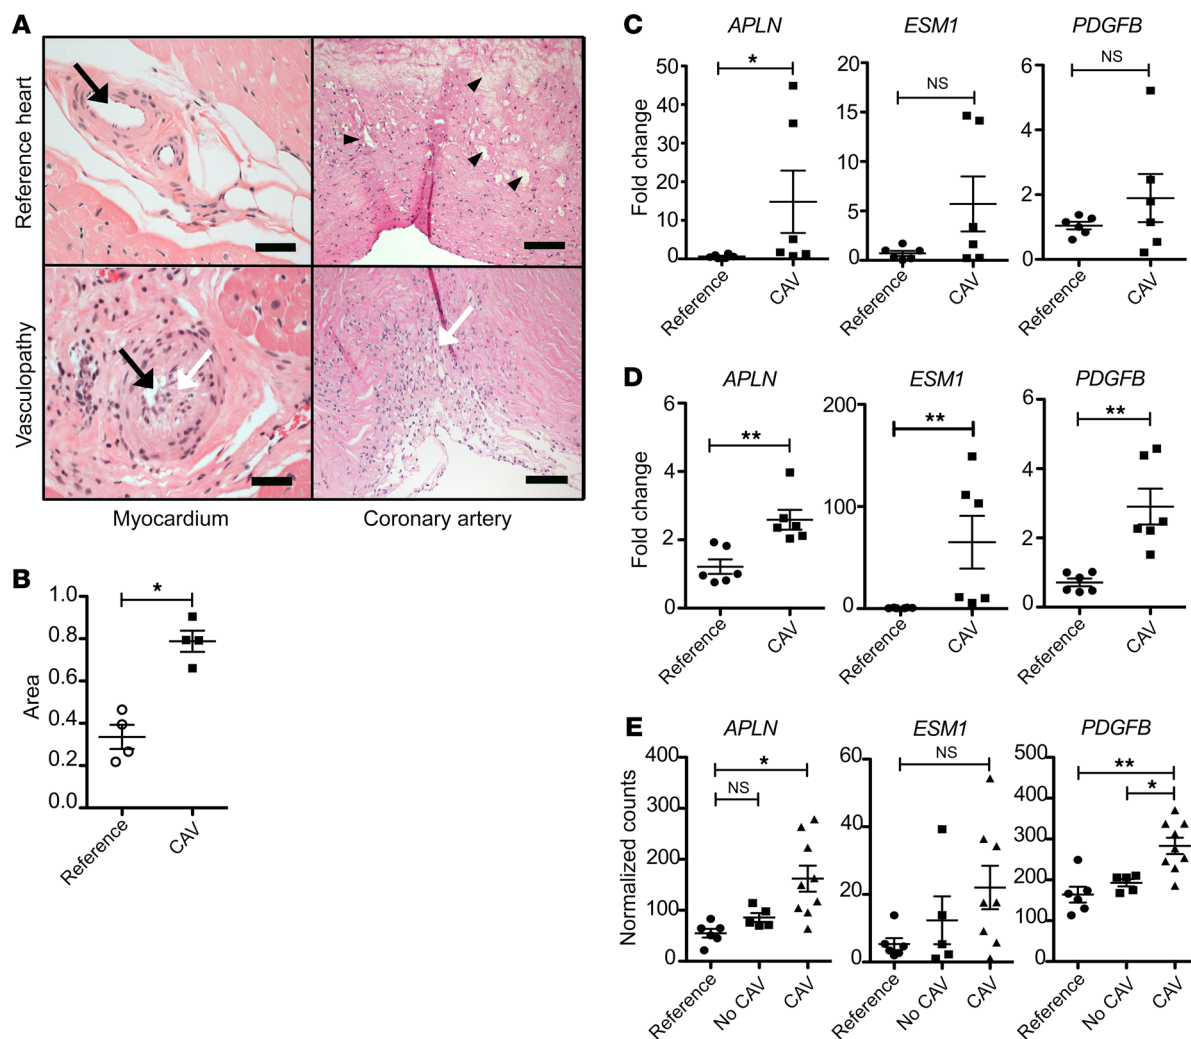 A
Reference heart
Vasculopathy
Myocardium
Coronary artery
B
Area
1.0
0.8
0.6
0.4
0.2
0.0
*
Reference
CAV
C
APLN
ESM1
PDGFB
Fold change
50
40
30
20
10
0
*
Reference
CAV
20
15
10
5
0
NS
Reference
CAV
6
4
2
0
NS
Reference
CAV
D
APLN
ESM1
PDGFB
Fold change
6
4
2
0
**
Reference
CAV
200
100
0
**
Reference
CAV
6
4
2
0
**
Reference
CAV
E
APLN
ESM1
PDGFB
Normalized counts
400
300
200
100
0
*
NS
Reference
No CAV
CAV
60
40
20
0
NS
Reference
No CAV
CAV
500
400
300
200
100
0
**
*
Reference
No CAV
CAV